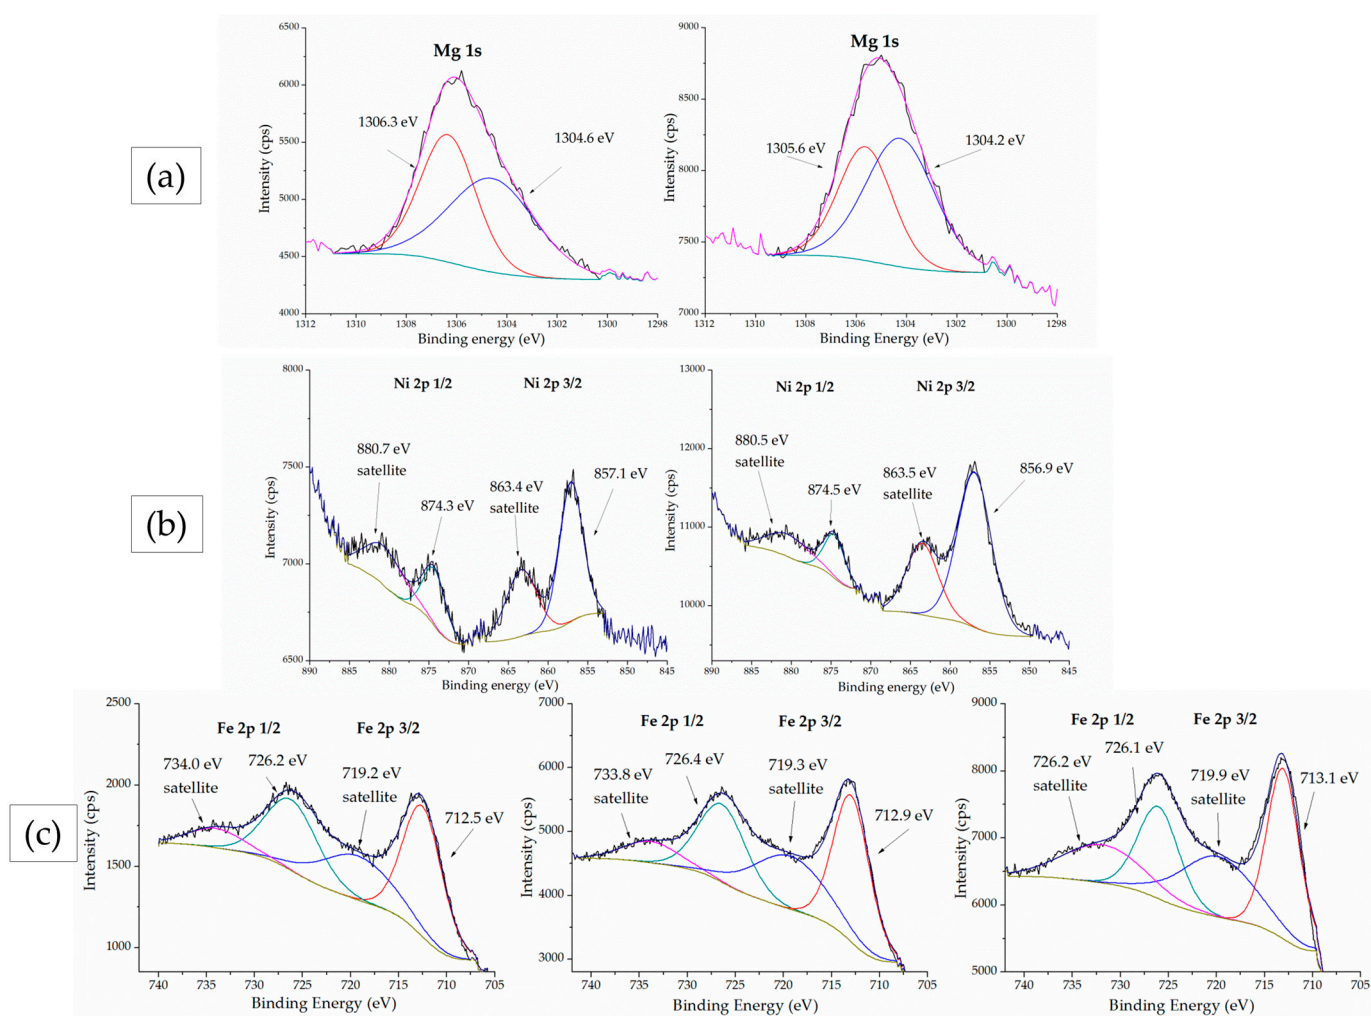 (a)
6500
6000
5500
5000
4500
4000
Intensity (cps)
Mg 1s
1306.3 eV
1304.6 eV
1312
1310
1308
1306
1304
1302
1300
1298
Binding energy (eV)
9000
8500
8000
7500
7000
Intensity (cps)
Mg 1s
1305.6 eV
1304.2 eV
1312
1310
1308
1306
1304
1302
1300
1298
Binding Energy (eV)
(b)
8000
7500
7000
6500
Intensity (cps)
Ni 2p 1/2
Ni 2p 3/2
880.7 eV
satellite
874.3 eV
863.4 eV
satellite
857.1 eV
890
880
875
870
865
860
855
850
845
Binding energy (eV)
13000
12000
11000
10000
Intensity (cps)
Ni 2p 1/2
Ni 2p 3/2
880.5 eV
satellite
874.5 eV
863.5 eV
satellite
856.9 eV
890
880
875
870
865
860
855
850
845
Binding energy (eV)
(c)
2500
2000
1500
1000
Intensity (cps)
Fe 2p 1/2
Fe 2p 3/2
734.0 eV
satellite
726.2 eV
719.2 eV
satellite
712.5 eV
740
735
730
725
720
715
710
705
Binding Energy (eV)
7000
6000
5000
4000
3000
Intensity (cps)
Fe 2p 1/2
Fe 2p 3/2
733.8 eV
satellite
726.4 eV
719.3 eV
satellite
712.9 eV
740
735
730
725
720
715
710
705
Binding Energy (eV)
9000
8000
7000
6000
5000
Intensity (cps)
Fe 2p 1/2
Fe 2p 3/2
726.2 eV
satellite
726.1 eV
719.9 eV
satellite
713.1 eV
740
735
730
725
720
715
710
705
Binding Energy (eV)